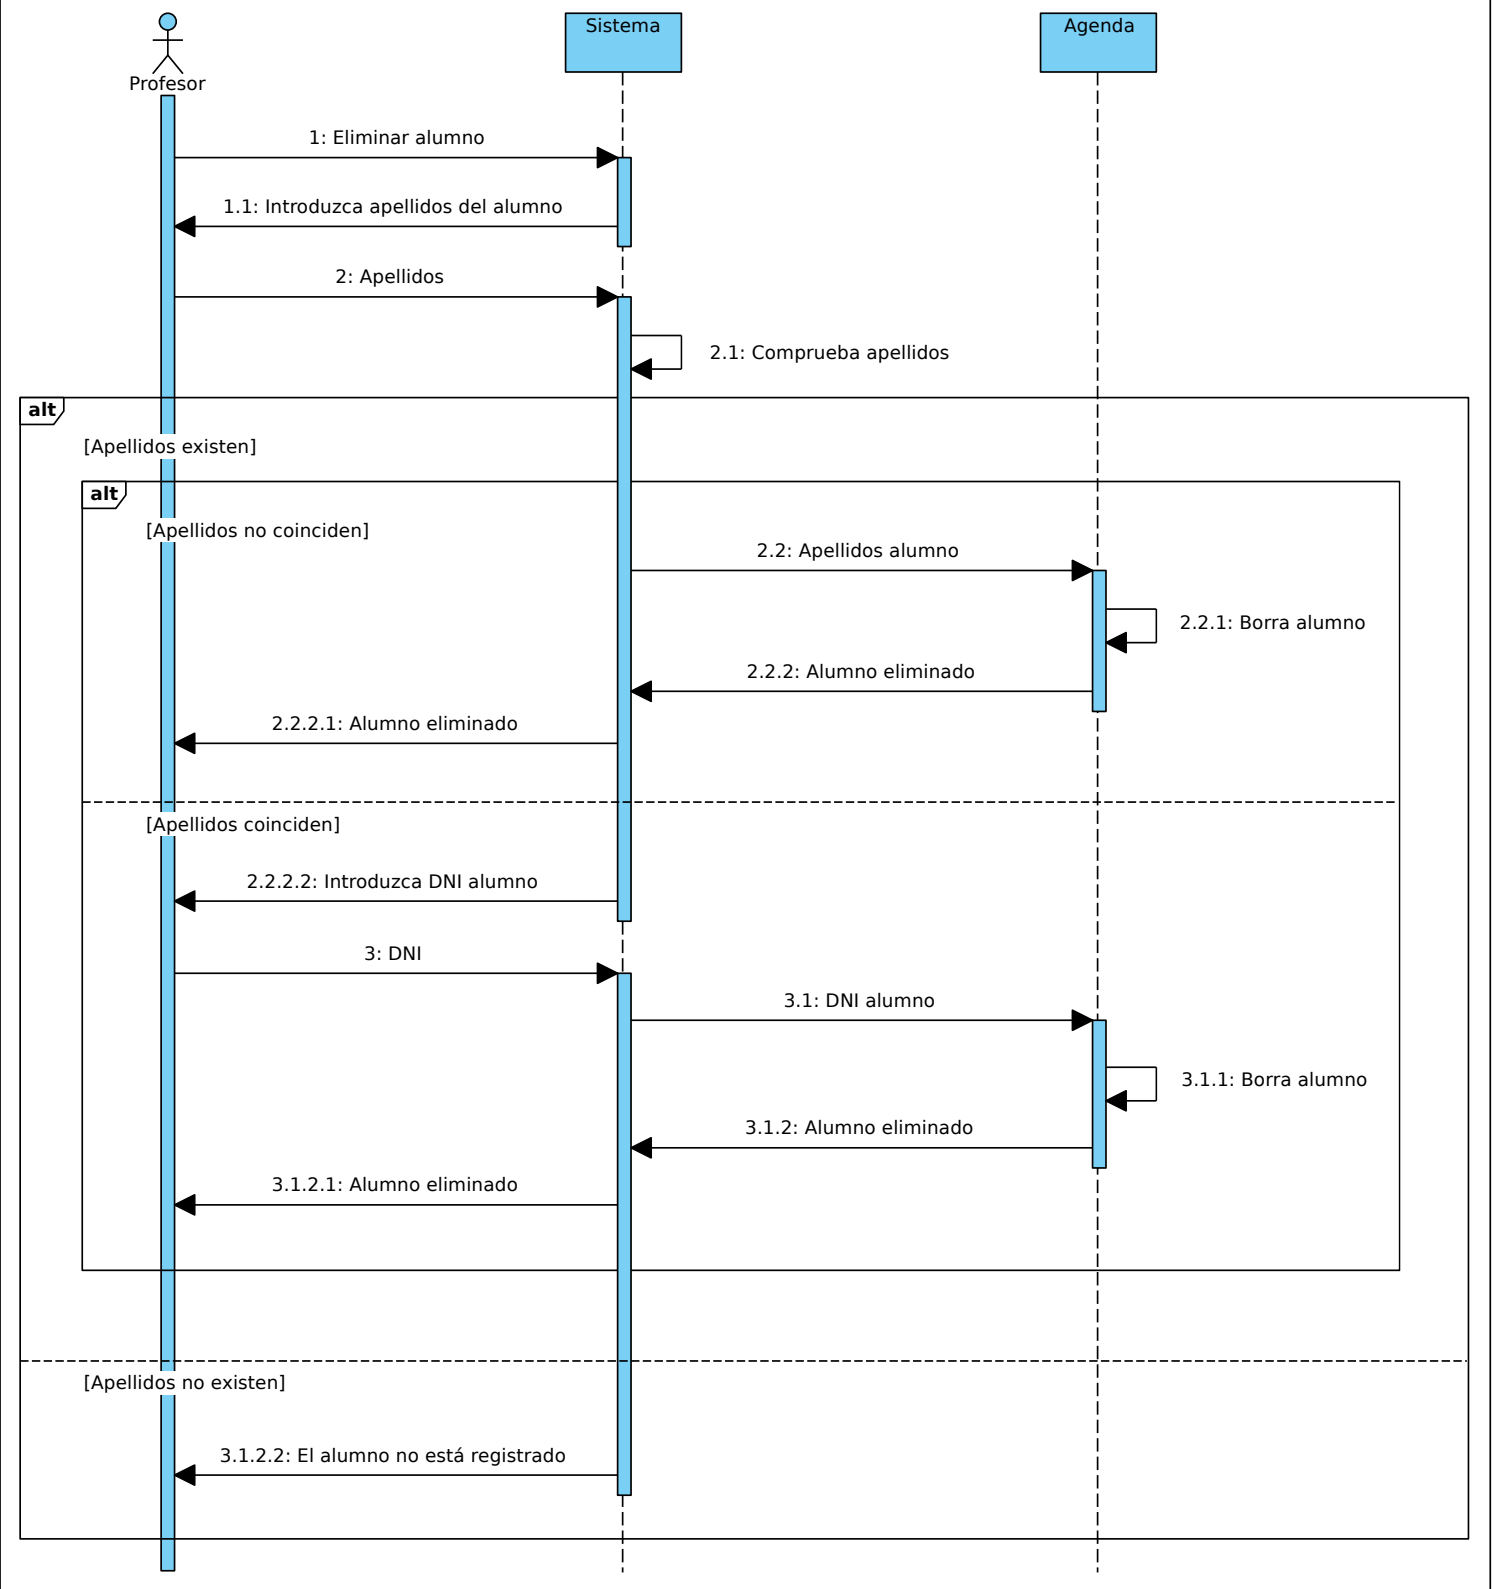 Profesor
Sistema
Agenda
1: Eliminar alumno
1.1: Introduzca apellidos del alumno
2: Apellidos
2.1: Comprueba apellidos
alt
[Apellidos existen]
alt
[Apellidos no coinciden]
2.2: Apellidos alumno
2.2.1: Borra alumno
2.2.2: Alumno eliminado
2.2.2.1: Alumno eliminado
[Apellidos coinciden]
2.2.2.2: Introduzca DNI alumno
3: DNI
3.1: DNI alumno
3.1.1: Borra alumno
3.1.2: Alumno eliminado
3.1.2.1: Alumno eliminado
[Apellidos no existen]
3.1.2.2: El alumno no está registrado